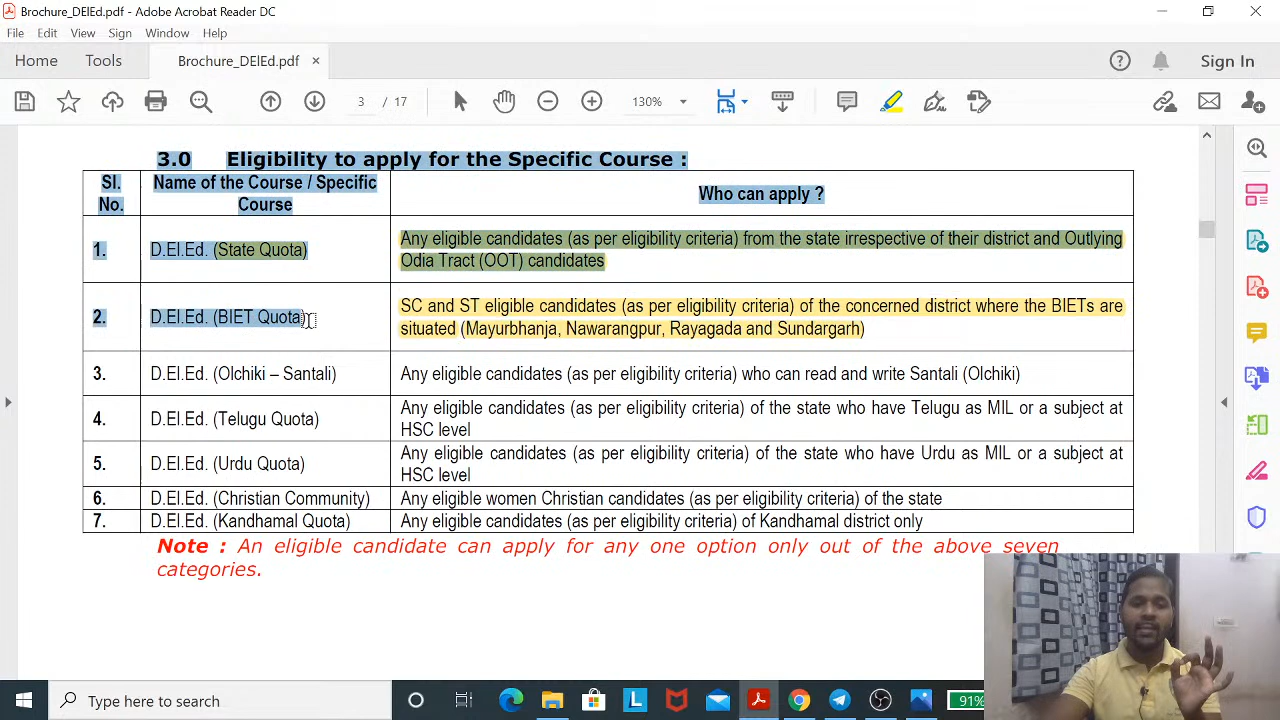 Brochure_DElEd.pdf - Adobe Acrobat Reader DC
File Edit View Sign Window Help
Home Tools Brochure_DElEd.pdf × Sign In
3 / 17 130%
3.0 Eligibility to apply for the Specific Course :
Sl. No. Name of the Course / Specific Course Who can apply ?
1. D.El.Ed. (State Quota) Any eligible candidates (as per eligibility criteria) from the state irrespective of their district and Outlying
Odia Tract (OOT) candidates
2. D.El.Ed. (BIET Quota) SC and ST eligible candidates (as per eligibility criteria) of the concerned district where the BIETs are
situated (Mayurbhanja, Nawarangpur, Rayagada and Sundargarh)
3. D.El.Ed. (Olchiki – Santali) Any eligible candidates (as per eligibility criteria) who can read and write Santali (Olchiki)
4. D.El.Ed. (Telugu Quota) Any eligible candidates (as per eligibility criteria) of the state who have Telugu as MIL or a subject at
HSC level
5. D.El.Ed. (Urdu Quota) Any eligible candidates (as per eligibility criteria) of the state who have Urdu as MIL or a subject at
HSC level
6. D.El.Ed. (Christian Community) Any eligible women Christian candidates (as per eligibility criteria) of the state
7. D.El.Ed. (Kandhamal Quota) Any eligible candidates (as per eligibility criteria) of Kandhamal district only
Note : An eligible candidate can apply for any one option only out of the above seven
categories.
Type here to search 91%